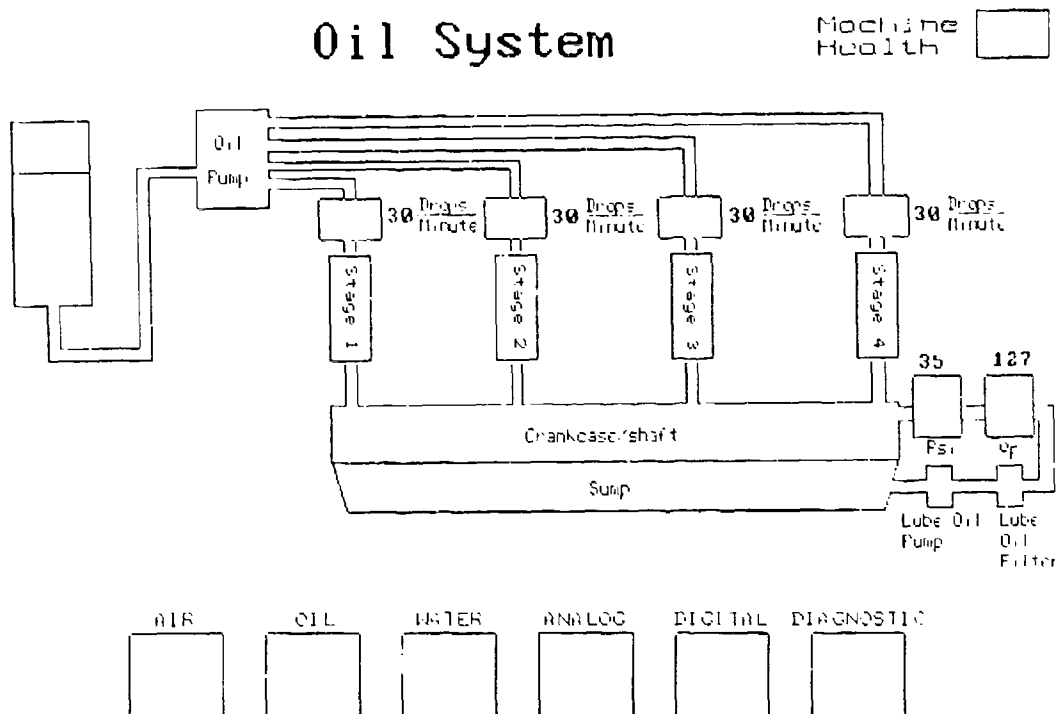 Oil System
Machine
Health
Oil
Pump
30 Drops
Minute
30 Drops
Minute
30 Drops
Minute
30 Drops
Minute
Stage 1
Stage 2
Stage 3
Stage 4
35
127
Crankcase/shaft
Psi
°F
Sump
Lube Oil
Pump
Lube
Oil
Filter
AIR
OIL
WATER
ANALOG
DIGITAL
DIAGNOSTIC